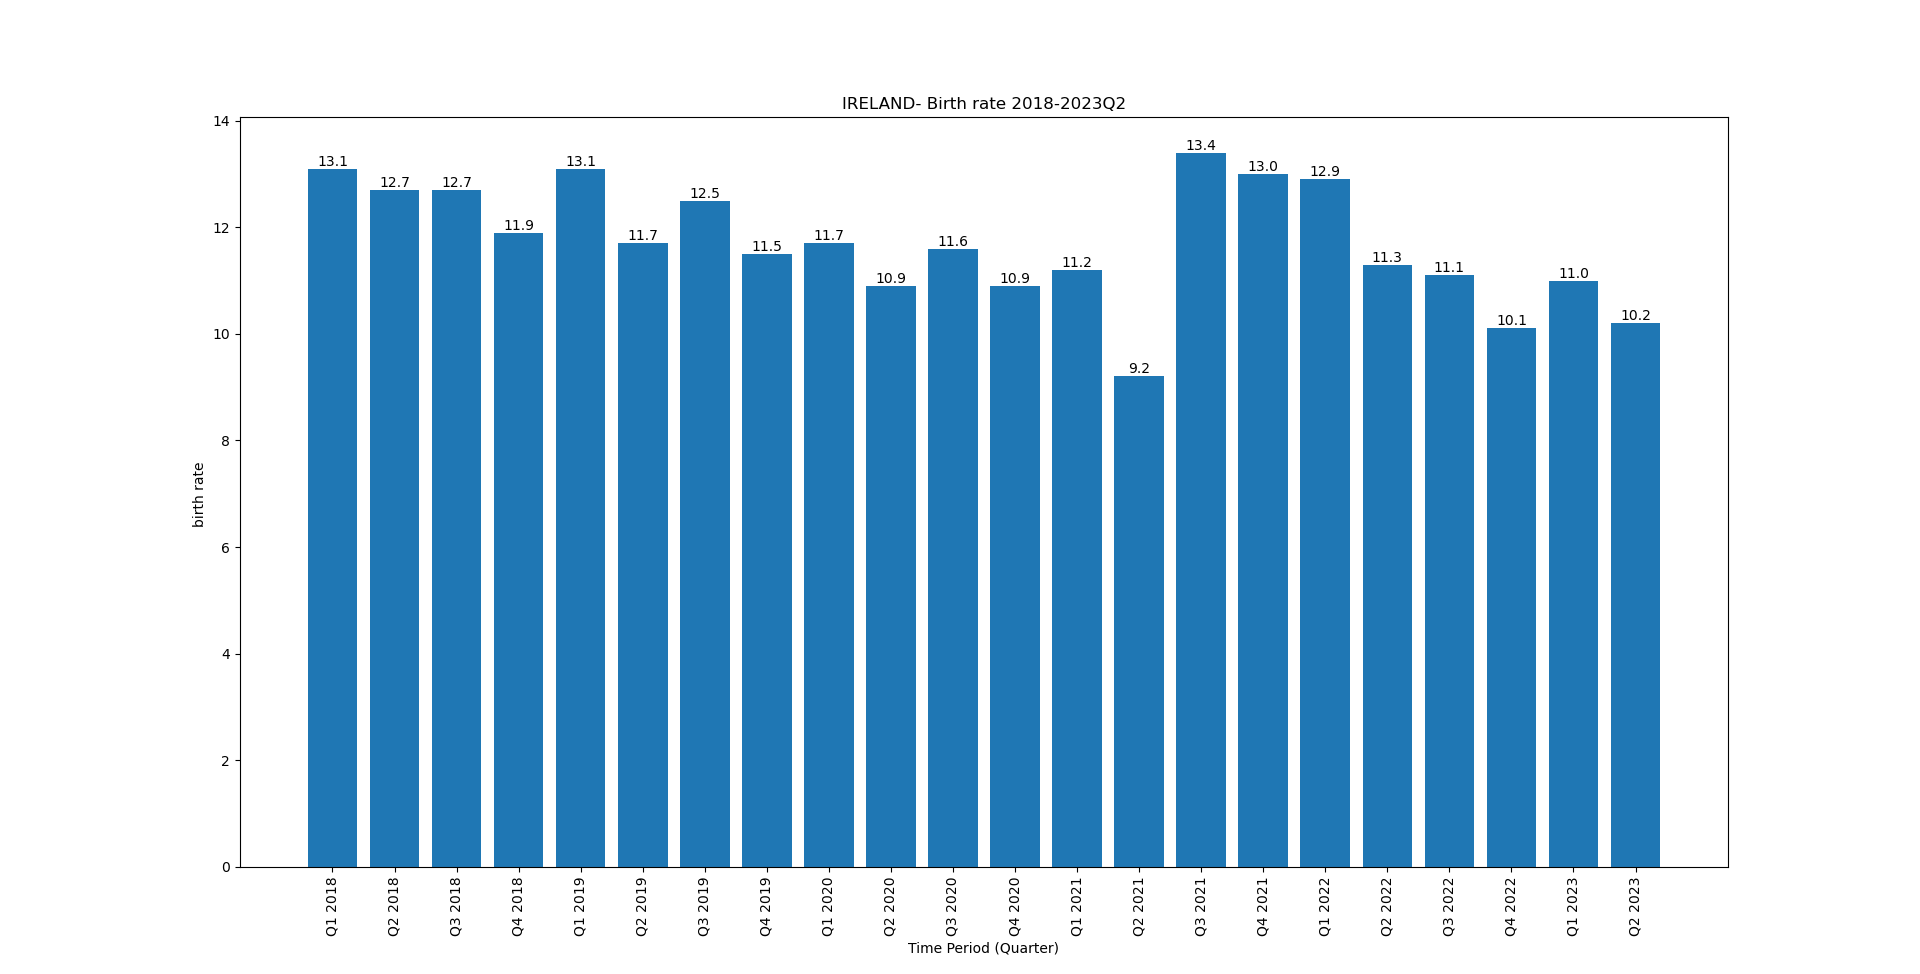 IRELAND- Birth rate 2018-2023Q2
14
12
10
8
6
4
2
0
birth rate
13.1
12.7
12.7
11.9
13.1
11.7
12.5
11.5
11.7
10.9
11.6
10.9
11.2
9.2
13.4
13.0
12.9
11.3
11.1
10.1
11.0
10.2
Q1 2018
Q2 2018
Q3 2018
Q4 2018
Q1 2019
Q2 2019
Q3 2019
Q4 2019
Q1 2020
Q2 2020
Q3 2020
Q4 2020
Q1 2021
Q2 2021
Q3 2021
Q4 2021
Q1 2022
Q2 2022
Q3 2022
Q4 2022
Q1 2023
Q2 2023
Time Period (Quarter)